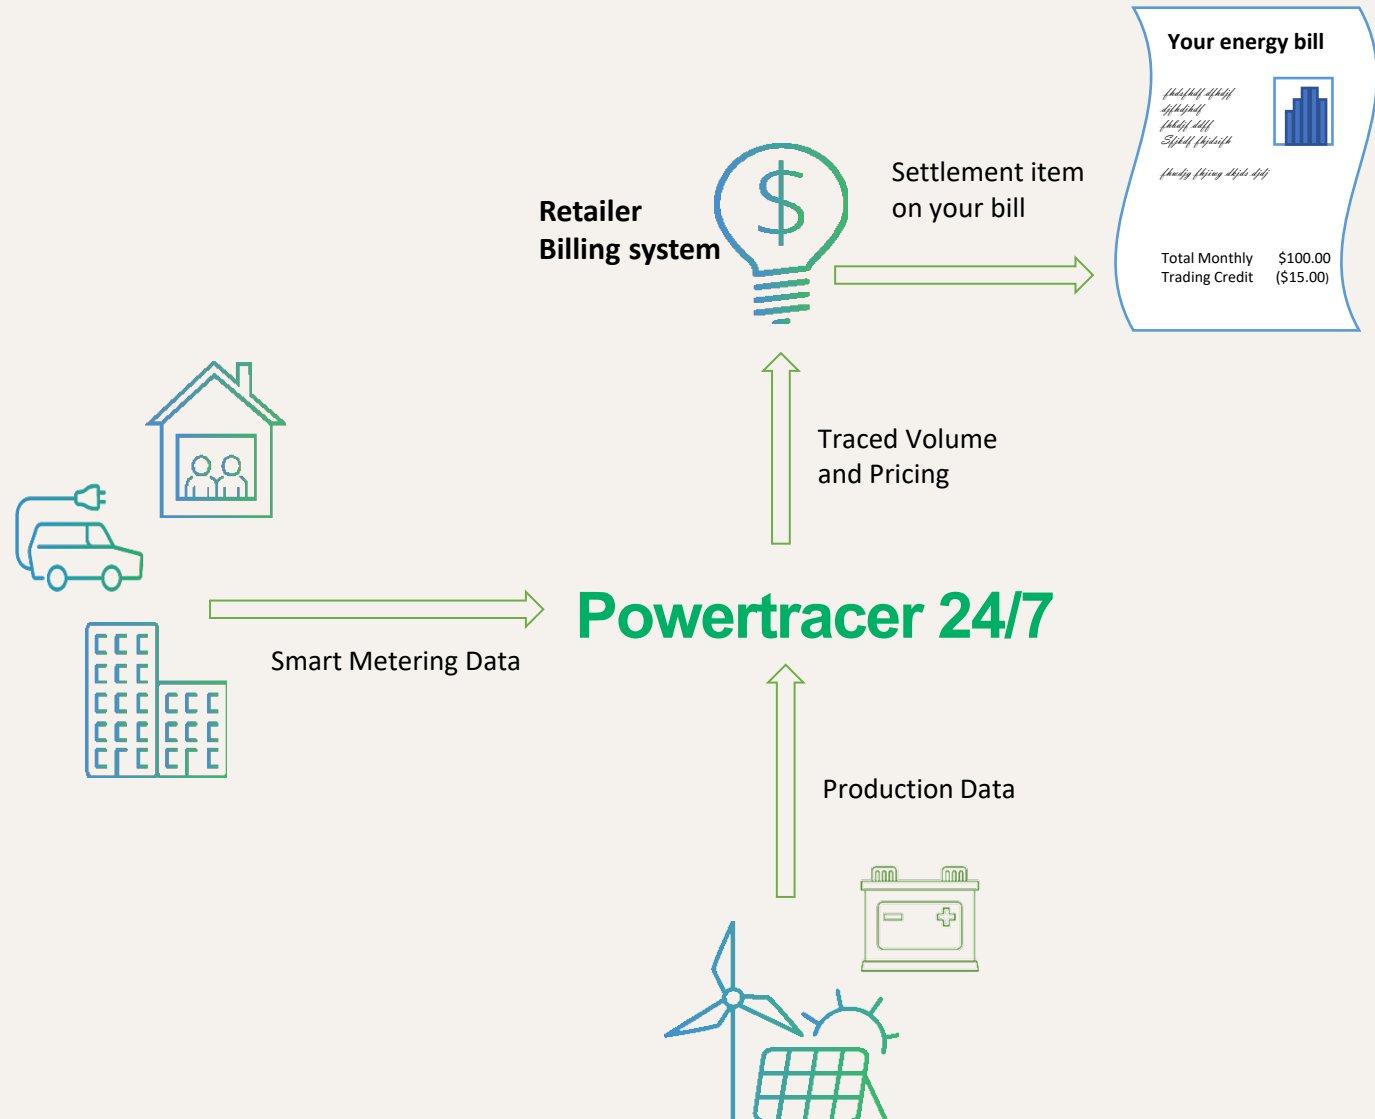 Your energy bill
Settlement item
on your bill
Retailer
Billing system
Total Monthly $100.00
Trading Credit ($15.00)
Traced Volume
and Pricing
Powertracer 24/7
Smart Metering Data
Production Data